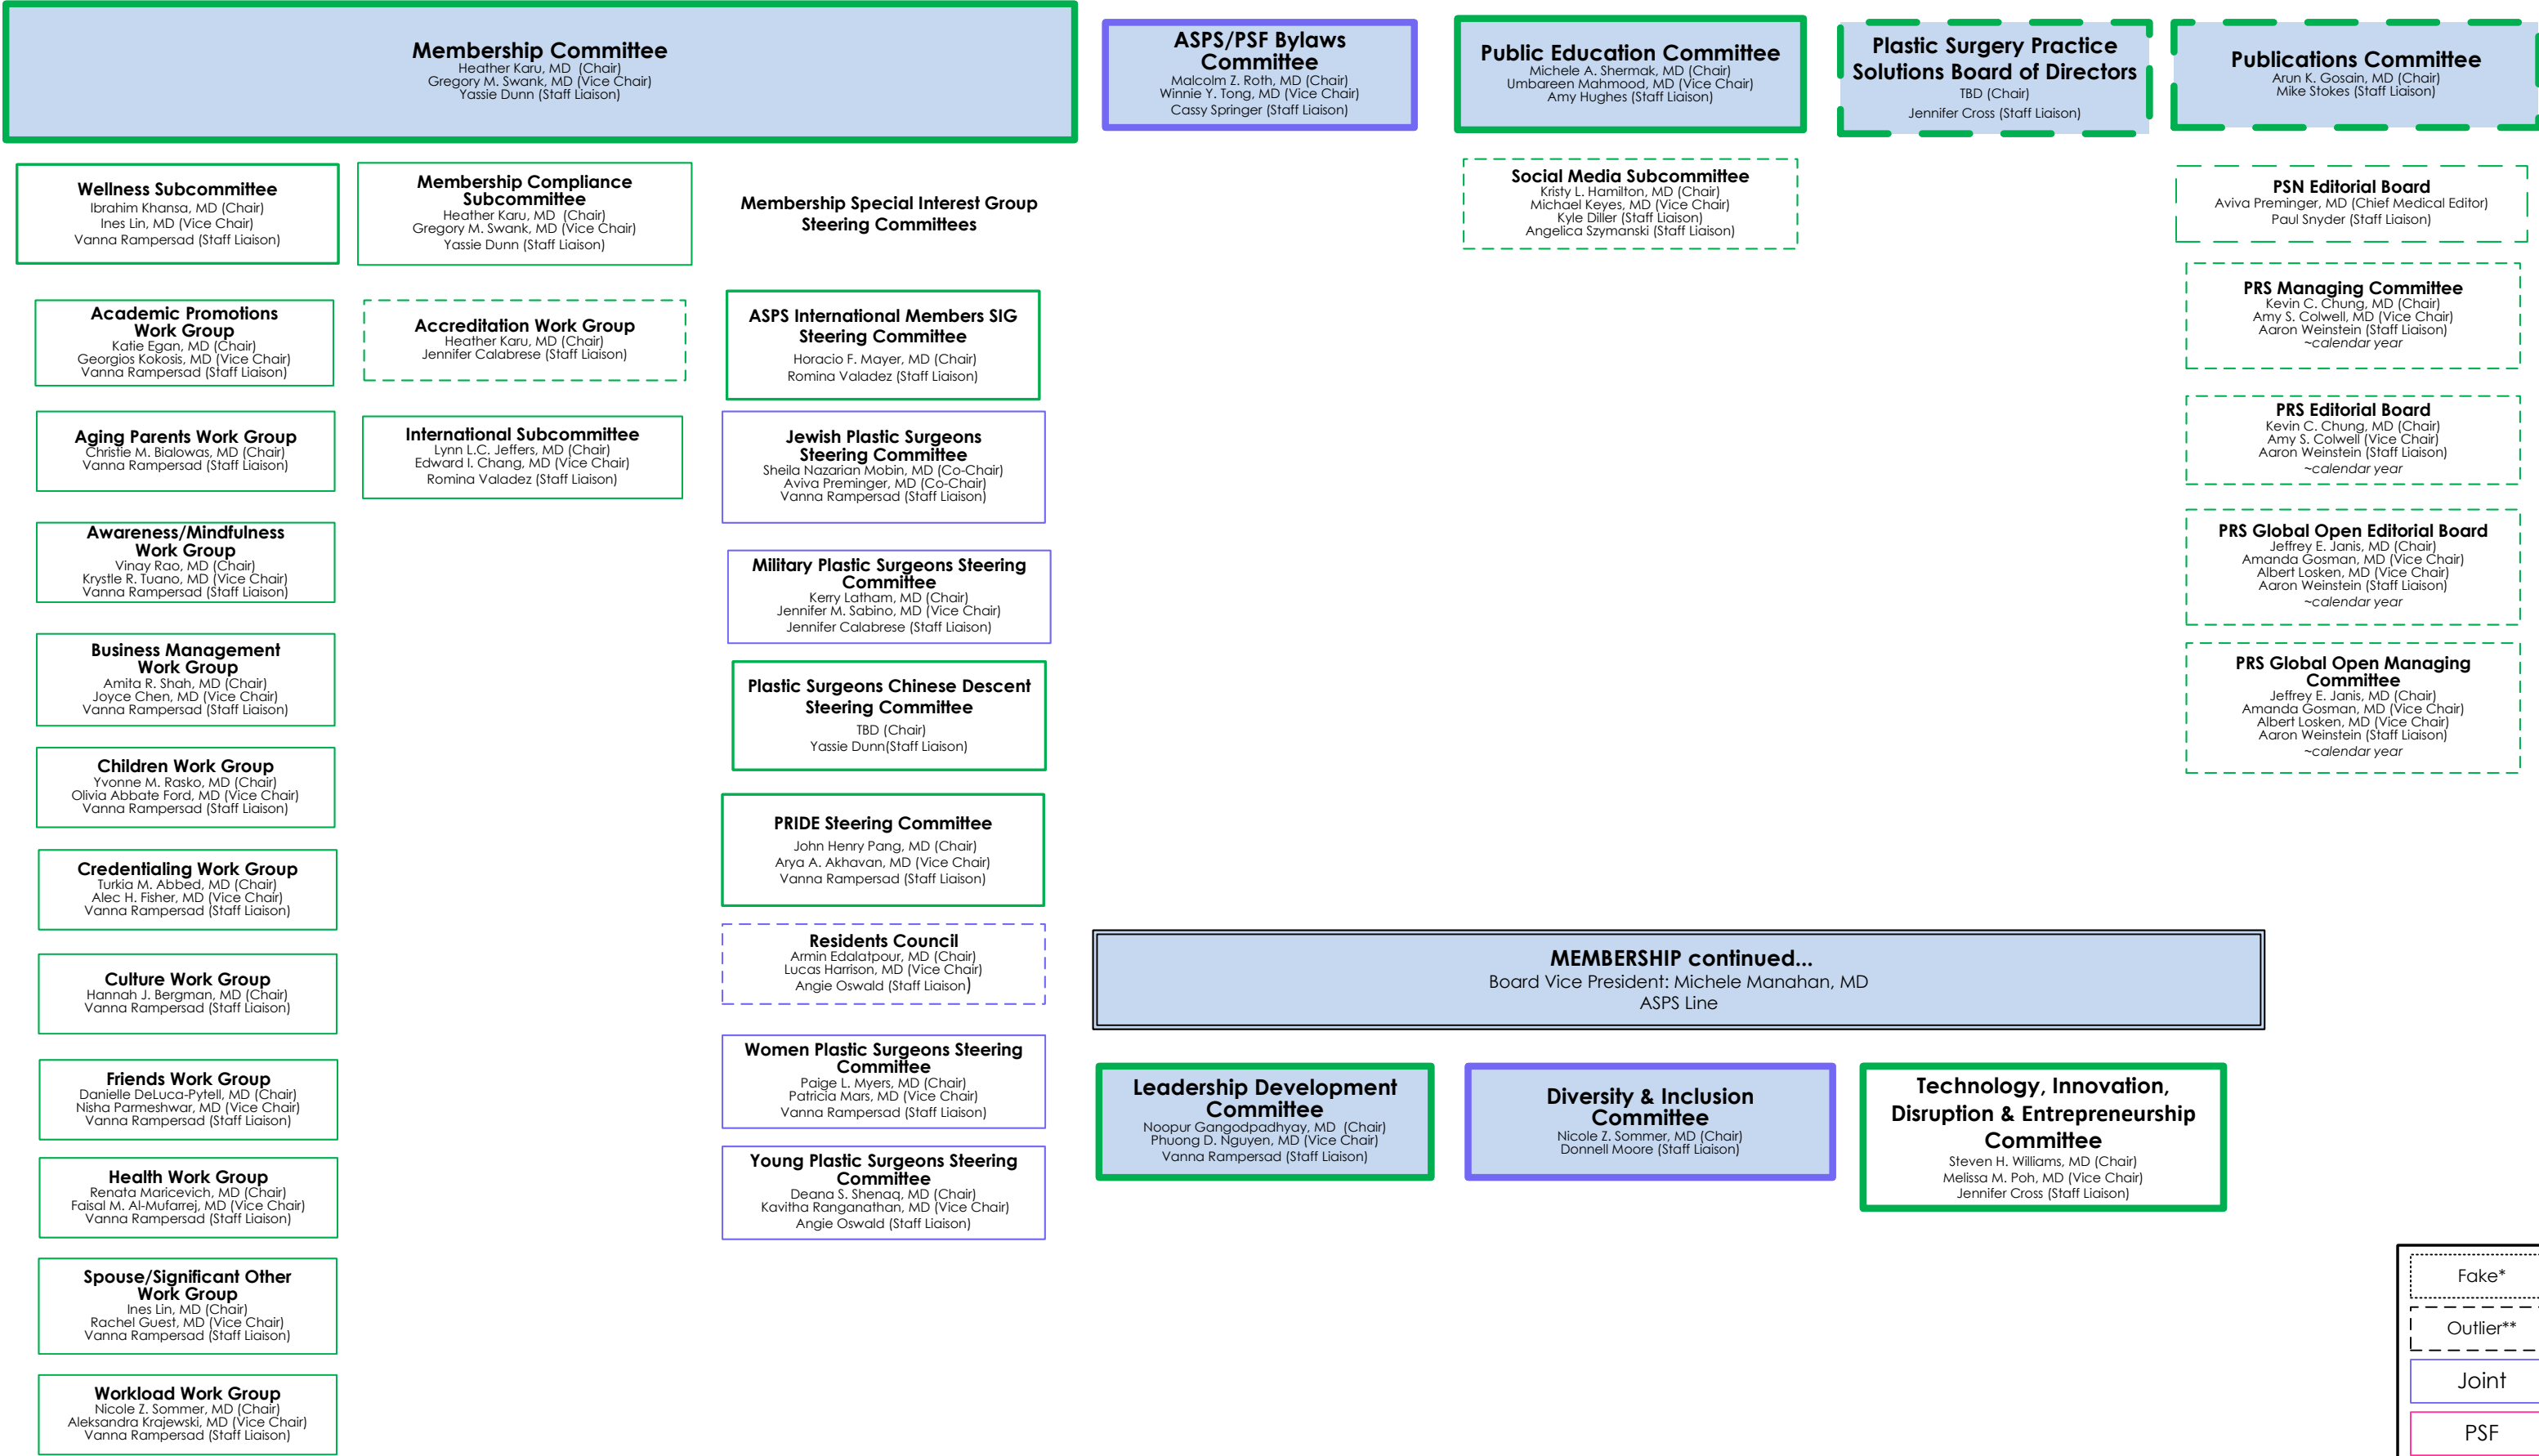 Membership Committee
Heather Karu, MD  (Chair)
Gregory M. Swank, MD (Vice Chair)
Yassie Dunn (Staff Liaison)
ASPS/PSF Bylaws
Committee
Malcolm Z. Roth, MD (Chair)
Winnie Y. Tong, MD (Vice Chair)
Cassy Springer (Staff Liaison)
Public Education Committee
Michele A. Shermak, MD (Chair)
Umbareen Mahmood, MD (Vice Chair)
Amy Hughes (Staff Liaison)
Plastic Surgery Practice
Solutions Board of Directors
TBD (Chair)
Jennifer Cross (Staff Liaison)
Publications Committee
Arun K. Gosain, MD (Chair)
Mike Stokes (Staff Liaison)
Wellness Subcommittee
Ibrahim Khansa, MD (Chair)
Ines Lin, MD (Vice Chair)
Vanna Rampersad (Staff Liaison)
Academic Promotions
Work Group
Katie Egan, MD (Chair)
Georgios Kokosis, MD (Vice Chair)
Vanna Rampersad (Staff Liaison)
Aging Parents Work Group
Christie M. Bialowas, MD (Chair)
Vanna Rampersad (Staff Liaison)
Awareness/Mindfulness
Work Group
Vinay Rao, MD (Chair)
Krystle R. Tuano, MD (Vice Chair)
Vanna Rampersad (Staff Liaison)
Business Management
Work Group
Amita R. Shah, MD (Chair)
Joyce Chen, MD (Vice Chair)
Vanna Rampersad (Staff Liaison)
Children Work Group
Yvonne M. Rasko, MD (Chair)
Olivia Abbate Ford, MD (Vice Chair)
Vanna Rampersad (Staff Liaison)
Credentialing Work Group
Turkia M. Abbed, MD (Chair)
Alec H. Fisher, MD (Vice Chair)
Vanna Rampersad (Staff Liaison)
Culture Work Group
Hannah J. Bergman, MD (Chair)
Vanna Rampersad (Staff Liaison)
Friends Work Group
Danielle DeLuca-Pytell, MD (Chair)
Nisha Parmeshwar, MD (Vice Chair)
Vanna Rampersad (Staff Liaison)
Health Work Group
Renata Maricevich, MD (Chair)
Faisal M. Al-Mufarrej, MD (Vice Chair)
Vanna Rampersad (Staff Liaison)
Spouse/Significant Other
Work Group
Ines Lin, MD (Chair)
Rachel Guest, MD (Vice Chair)
Vanna Rampersad (Staff Liaison)
Workload Work Group
Nicole Z. Sommer, MD (Chair)
Aleksandra Krajewski, MD (Vice Chair)
Vanna Rampersad (Staff Liaison)
Membership Compliance
Subcommittee
Heather Karu, MD  (Chair)
Gregory M. Swank, MD (Vice Chair)
Yassie Dunn (Staff Liaison)
Accreditation Work Group
Heather Karu, MD (Chair)
Jennifer Calabrese (Staff Liaison)
International Subcommittee
Lynn L.C. Jeffers, MD (Chair)
Edward I. Chang, MD (Vice Chair)
Romina Valadez (Staff Liaison)
Membership Special Interest Group
Steering Committees
ASPS International Members SIG
Steering Committee
Horacio F. Mayer, MD (Chair)
Romina Valadez (Staff Liaison)
Jewish Plastic Surgeons
Steering Committee
Sheila Nazarian Mobin, MD (Co-Chair)
Aviva Preminger, MD (Co-Chair)
Vanna Rampersad (Staff Liaison)
Military Plastic Surgeons Steering
Committee
Kerry Latham, MD (Chair)
Jennifer M. Sabino, MD (Vice Chair)
Jennifer Calabrese (Staff Liaison)
Plastic Surgeons Chinese Descent
Steering Committee
TBD (Chair)
Yassie Dunn(Staff Liaison)
PRIDE Steering Committee
John Henry Pang, MD (Chair)
Arya A. Akhavan, MD (Vice Chair)
Vanna Rampersad (Staff Liaison)
Residents Council
Armin Edalatpour, MD (Chair)
Lucas Harrison, MD (Vice Chair)
Angie Oswald (Staff Liaison)
Women Plastic Surgeons Steering
Committee
Paige L. Myers, MD (Chair)
Patricia Mars, MD (Vice Chair)
Vanna Rampersad (Staff Liaison)
Young Plastic Surgeons Steering
Committee
Deana S. Shenaq, MD (Chair)
Kavitha Ranganathan, MD (Vice Chair)
Angie Oswald (Staff Liaison)
Social Media Subcommittee
Kristy L. Hamilton, MD (Chair)
Michael Keyes, MD (Vice Chair)
Kyle Diller (Staff Liaison)
Angelica Szymanski (Staff Liaison)
PSN Editorial Board
Aviva Preminger, MD (Chief Medical Editor)
Paul Snyder (Staff Liaison)
PRS Managing Committee
Kevin C. Chung, MD (Chair)
Amy S. Colwell, MD (Vice Chair)
Aaron Weinstein (Staff Liaison)
~calendar year
PRS Editorial Board
Kevin C. Chung, MD (Chair)
Amy S. Colwell (Vice Chair)
Aaron Weinstein (Staff Liaison)
~calendar year
PRS Global Open Editorial Board
Jeffrey E. Janis, MD (Chair)
Amanda Gosman, MD (Vice Chair)
Albert Losken, MD (Vice Chair)
Aaron Weinstein (Staff Liaison)
~calendar year
PRS Global Open Managing
Committee
Jeffrey E. Janis, MD (Chair)
Amanda Gosman, MD (Vice Chair)
Albert Losken, MD (Vice Chair)
Aaron Weinstein (Staff Liaison)
~calendar year
MEMBERSHIP continued...
Board Vice President: Michele Manahan, MD
ASPS Line
Leadership Development
Committee
Noopur Gangodpadhyay, MD  (Chair)
Phuong D. Nguyen, MD (Vice Chair)
Vanna Rampersad (Staff Liaison)
Diversity & Inclusion
Committee
Nicole Z. Sommer, MD (Chair)
Donnell Moore (Staff Liaison)
Technology, Innovation,
Disruption & Entrepreneurship
Committee
Steven H. Williams, MD (Chair)
Melissa M. Poh, MD (Vice Chair)
Jennifer Cross (Staff Liaison)
Fake*
Outlier**
Joint
PSF